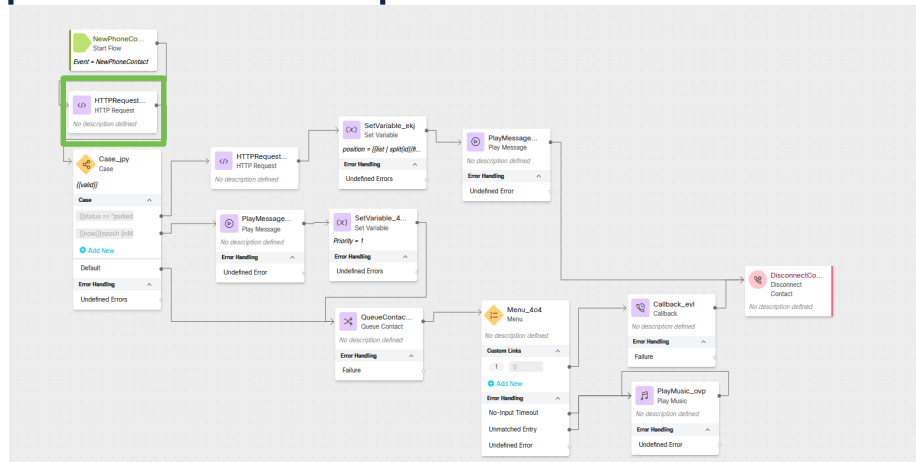 NewPhoneCo...
Start Flow
Event = NewPhoneContact
HTTPRequest...
HTTP Request
No description defined
Case_jpy
Case
{{valid}}
Case
{{status == "parked
{{now()|epoch(inM
Add New
Default
Error Handling
Undefined Errors
HTTPRequest...
HTTP Request
No description defined
SetVariable_ekj
Set Variable
position = {{list | split(id)|fi...
Error Handling
Undefined Errors
PlayMessage...
Play Message
No description defined
Error Handling
Undefined Error
PlayMessage...
Play Message
No description defined
Error Handling
Undefined Error
SetVariable_4...
Set Variable
Priority = 1
Error Handling
Undefined Errors
QueueContac...
Queue Contact
No description defined
Error Handling
Failure
Menu_4o4
Menu
No description defined
Custom Links
1 0
Add New
Error Handling
No-Input Timeout
Unmatched Entry
Undefined Error
Callback_evl
Callback
No description defined
Error Handling
Failure
PlayMusic_ovp
Play Music
No description defined
Error Handling
Undefined Error
DisconnectCo...
Disconnect
Contact
No description defined